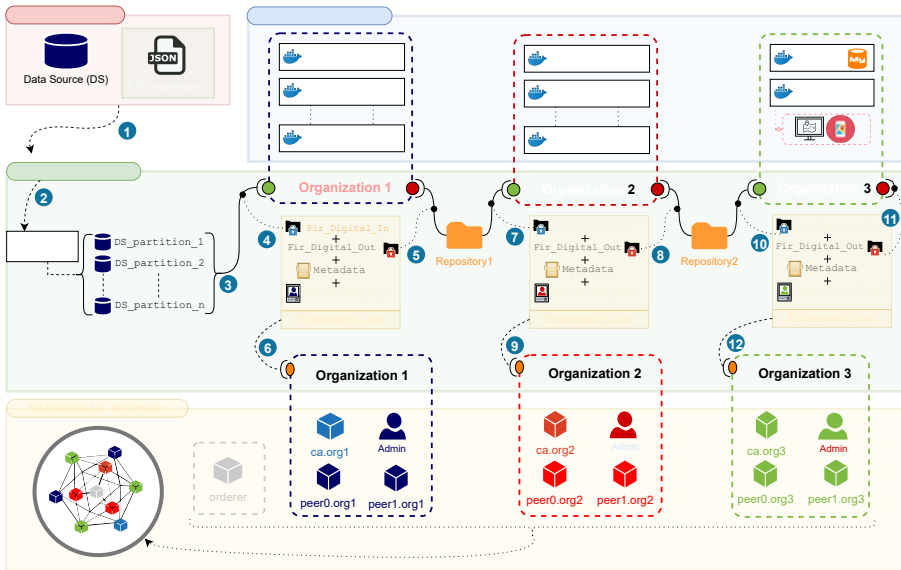 JSON
Data Source (DS)
My
1
2
Organization 1
Organization 2
Organization 3
DS_partition_1
DS_partition_2
DS_partition_n
3
4
Fir_Digital_In
+
Fir_Digital_Out
Metadata
+
5
Repository1
7
+
Fir_Digital_Out
+
Metadata
+
8
Repository2
10
+
Fir_Digital_Out
+
Metadata
+
11
6
9
12
Organization 1
Organization 2
Organization 3
ca.org1
Admin
peer0.org1
peer1.org1
ca.org2
Admin
peer0.org2
peer1.org2
ca.org3
Admin
peer0.org3
peer1.org3
orderer